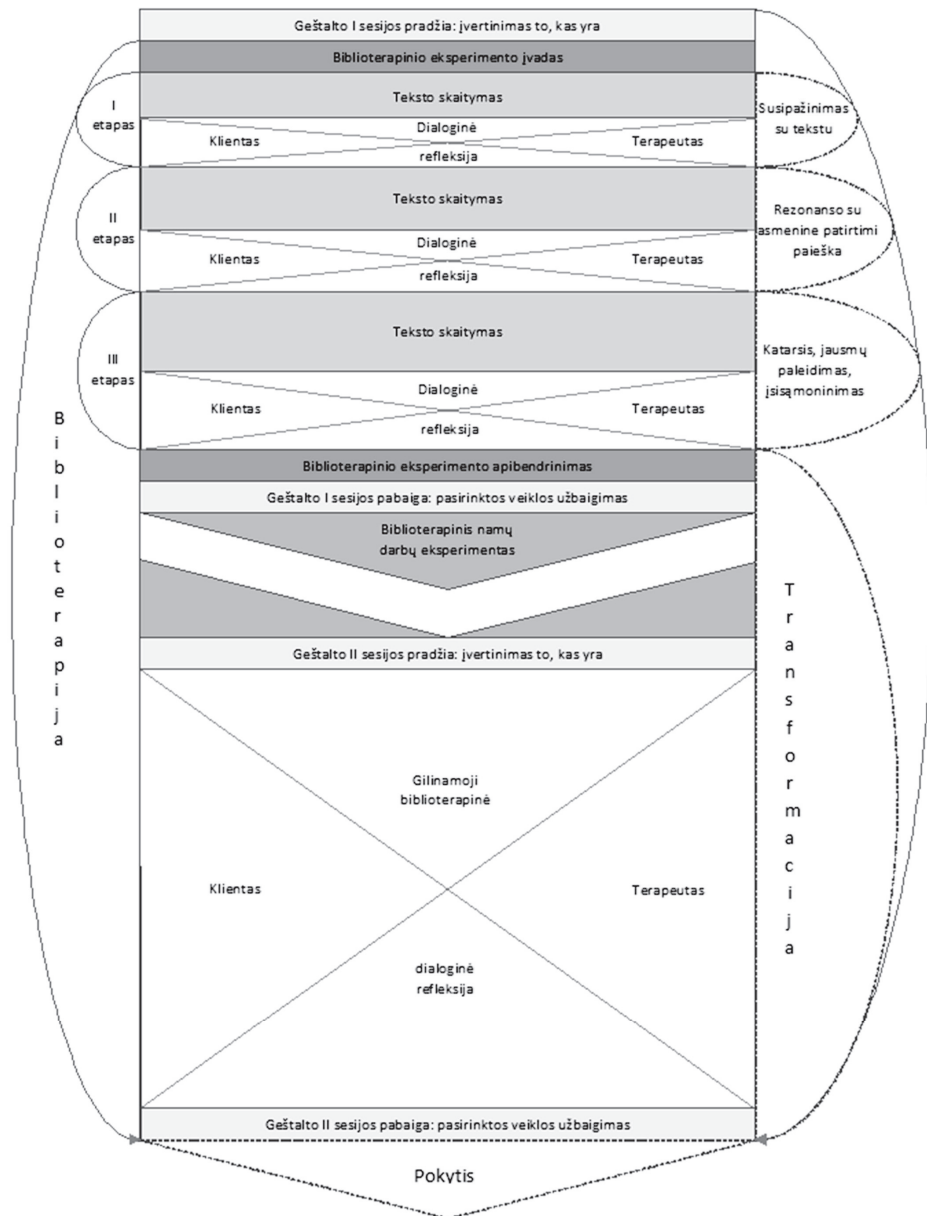 Geštalto I sesijos pradžia: įvertinimas to, kas yra
Biblioterapinio eksperimento įvadas
I
etapas
Teksto skaitymas
Klientas
Dialoginė
refleksija
Terapeutas
Susipažinimas
su tekstu
II
etapas
Teksto skaitymas
Klientas
Dialoginė
refleksija
Terapeutas
Rezonanso su
asmenine patirtimi
paieška
III
etapas
Teksto skaitymas
Klientas
Dialoginė
refleksija
Terapeutas
Katarsis, jausmų
paleidimas,
įsisąmoninimas
Biblioterapija
Biblioterapinio eksperimento apibendrinimas
Geštalto I sesijos pabaiga: pasirinktos veiklos užbaigimas
Biblioterapinis namų
darbų eksperimentas
Transformacija
Geštalto II sesijos pradžia: įvertinimas to, kas yra
Gilinamoji
biblioterapinė
Klientas
Terapeutas
dialoginė
refleksija
Geštalto II sesijos pabaiga: pasirinktos veiklos užbaigimas
Pokytis